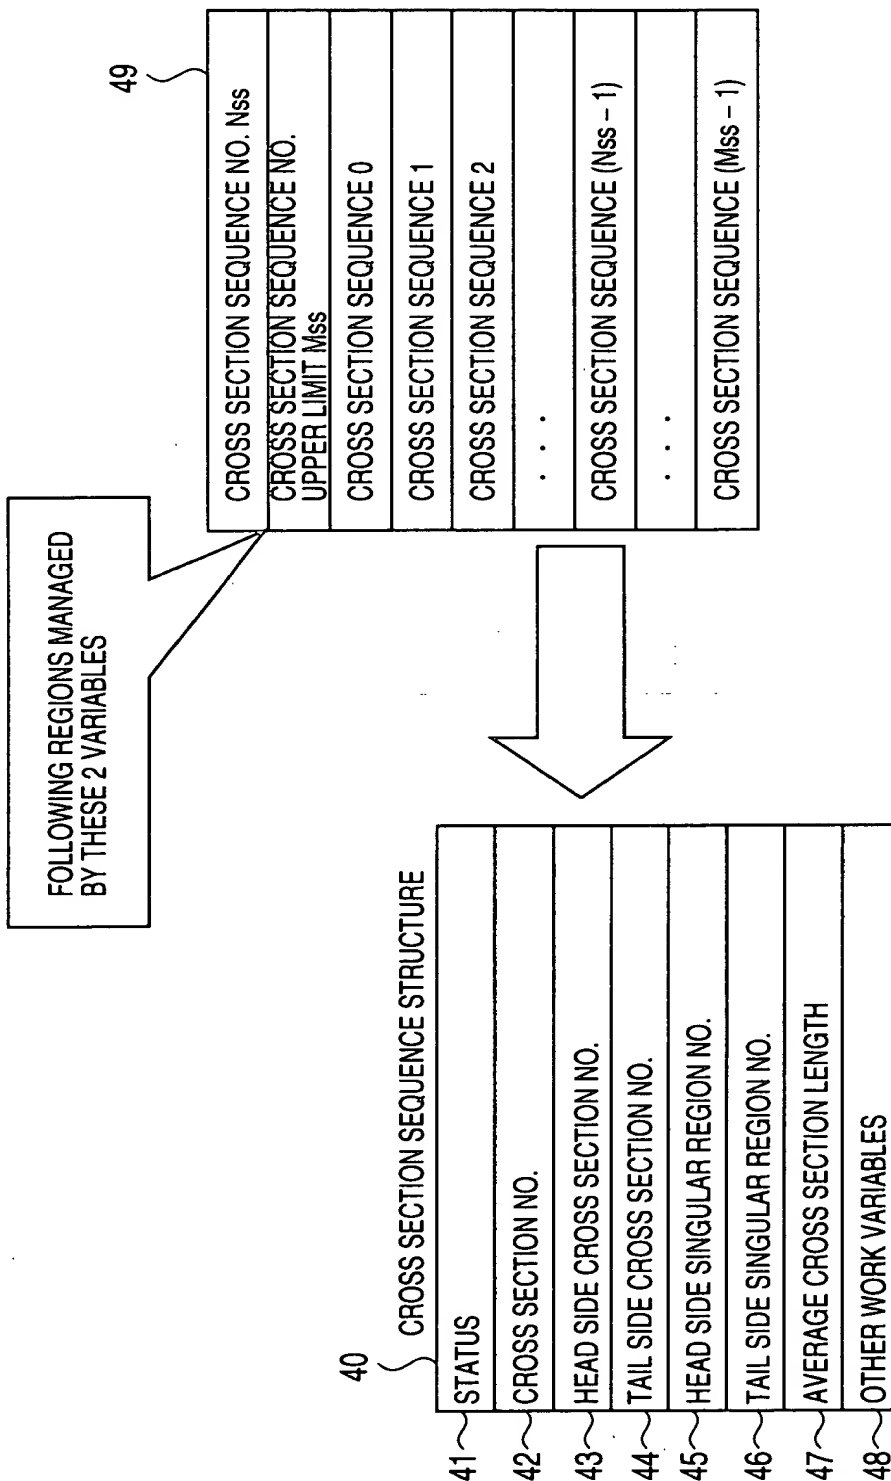 FOLLOWING REGIONS MANAGED
BY THESE 2 VARIABLES
49
CROSS SECTION SEQUENCE NO. Nss
CROSS SECTION SEQUENCE NO.
UPPER LIMIT Mss
CROSS SECTION SEQUENCE 0
CROSS SECTION SEQUENCE 1
CROSS SECTION SEQUENCE 2
. . .
CROSS SECTION SEQUENCE (Nss – 1)
. . .
CROSS SECTION SEQUENCE (Mss – 1)
40
CROSS SECTION SEQUENCE STRUCTURE
41 STATUS
42 CROSS SECTION NO.
43 HEAD SIDE CROSS SECTION NO.
44 TAIL SIDE CROSS SECTION NO.
45 HEAD SIDE SINGULAR REGION NO.
46 TAIL SIDE SINGULAR REGION NO.
47 AVERAGE CROSS SECTION LENGTH
48 OTHER WORK VARIABLES